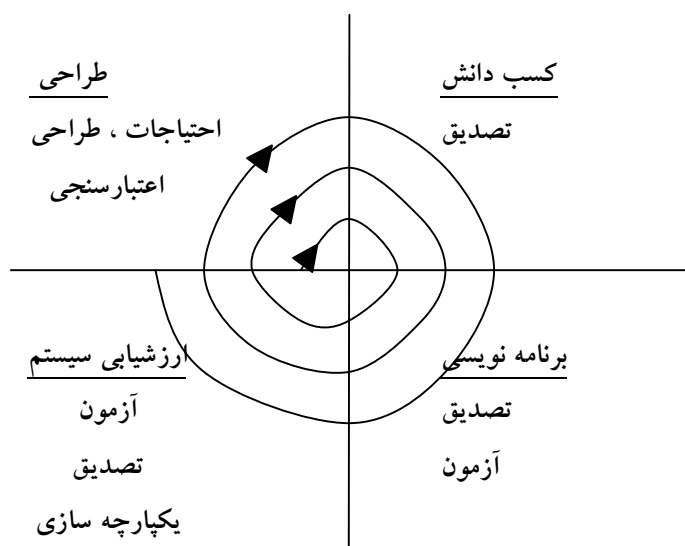 کسب دانش
تصدیق
طراحی
احتیاجات ، طراحی
اعتبارسنجی
برنامه نویسی
تصدیق
آزمون
ارزشیابی سیستم
آزمون
تصدیق
یکپارچه سازی